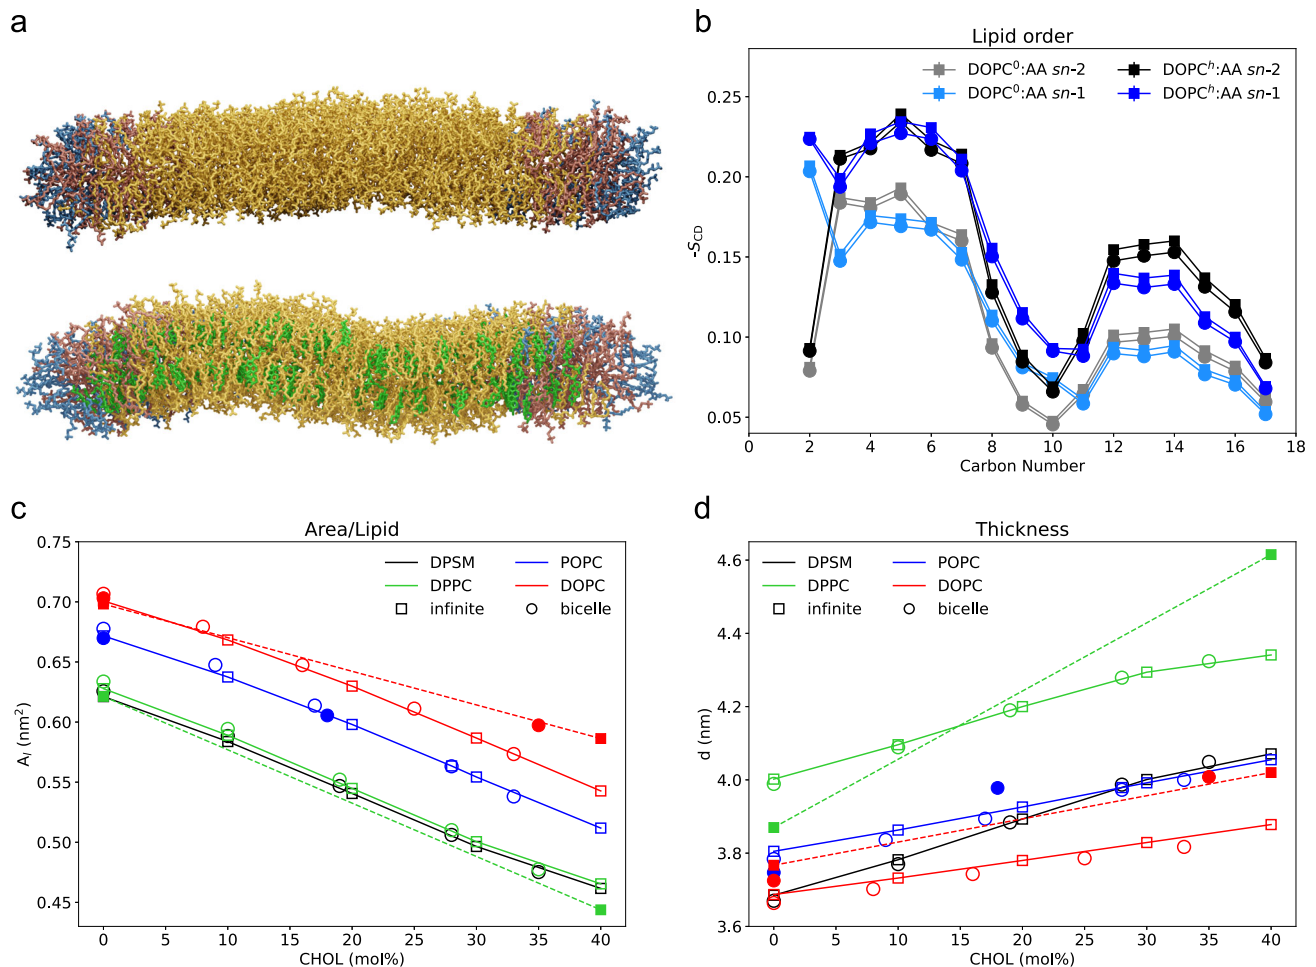 a
b
Lipid order
DOPC⁰:AA sn-2
DOPCʰ:AA sn-2
DOPC⁰:AA sn-1
DOPCʰ:AA sn-1
0.25
0.20
0.15
0.10
0.05
-S_CD
0 2 4 6 8 10 12 14 16 18
Carbon Number
c
Area/Lipid
DPSM
POPC
DPPC
DOPC
infinite
bicelle
0.75
0.70
0.65
0.60
0.55
0.50
0.45
A_l (nm²)
0 5 10 15 20 25 30 35 40
CHOL (mol%)
d
Thickness
DPSM
POPC
DPPC
DOPC
infinite
bicelle
4.6
4.4
4.2
4.0
3.8
3.6
d (nm)
0 5 10 15 20 25 30 35 40
CHOL (mol%)